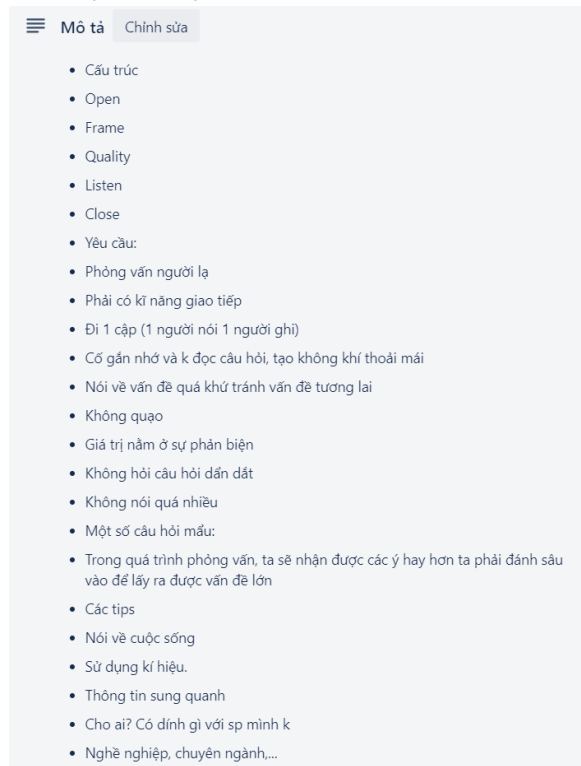 Mô tả Chỉnh sửa
• Cấu trúc
• Open
• Frame
• Quality
• Listen
• Close
• Yêu cầu:
• Phỏng vấn người lạ
• Phải có kĩ năng giao tiếp
• Đi 1 cặp (1 người nói 1 người ghi)
• Cố gắn nhớ và k đọc câu hỏi, tạo không khí thoải mái
• Nói về vấn đề quá khứ tránh vấn đề tương lai
• Không quạo
• Giá trị nằm ở sự phản biện
• Không hỏi câu hỏi dẩn dắt
• Không nói quá nhiều
• Một số câu hỏi mẩu:
• Trong quá trình phỏng vấn, ta sẽ nhận được các ý hay hơn ta phải đánh sâu
vào để lấy ra được vấn đề lớn
• Các tips
• Nói về cuộc sống
• Sử dụng kí hiệu.
• Thông tin sung quanh
• Cho ai? Có dính gì với sp mình k
• Nghề nghiệp, chuyên ngành,...